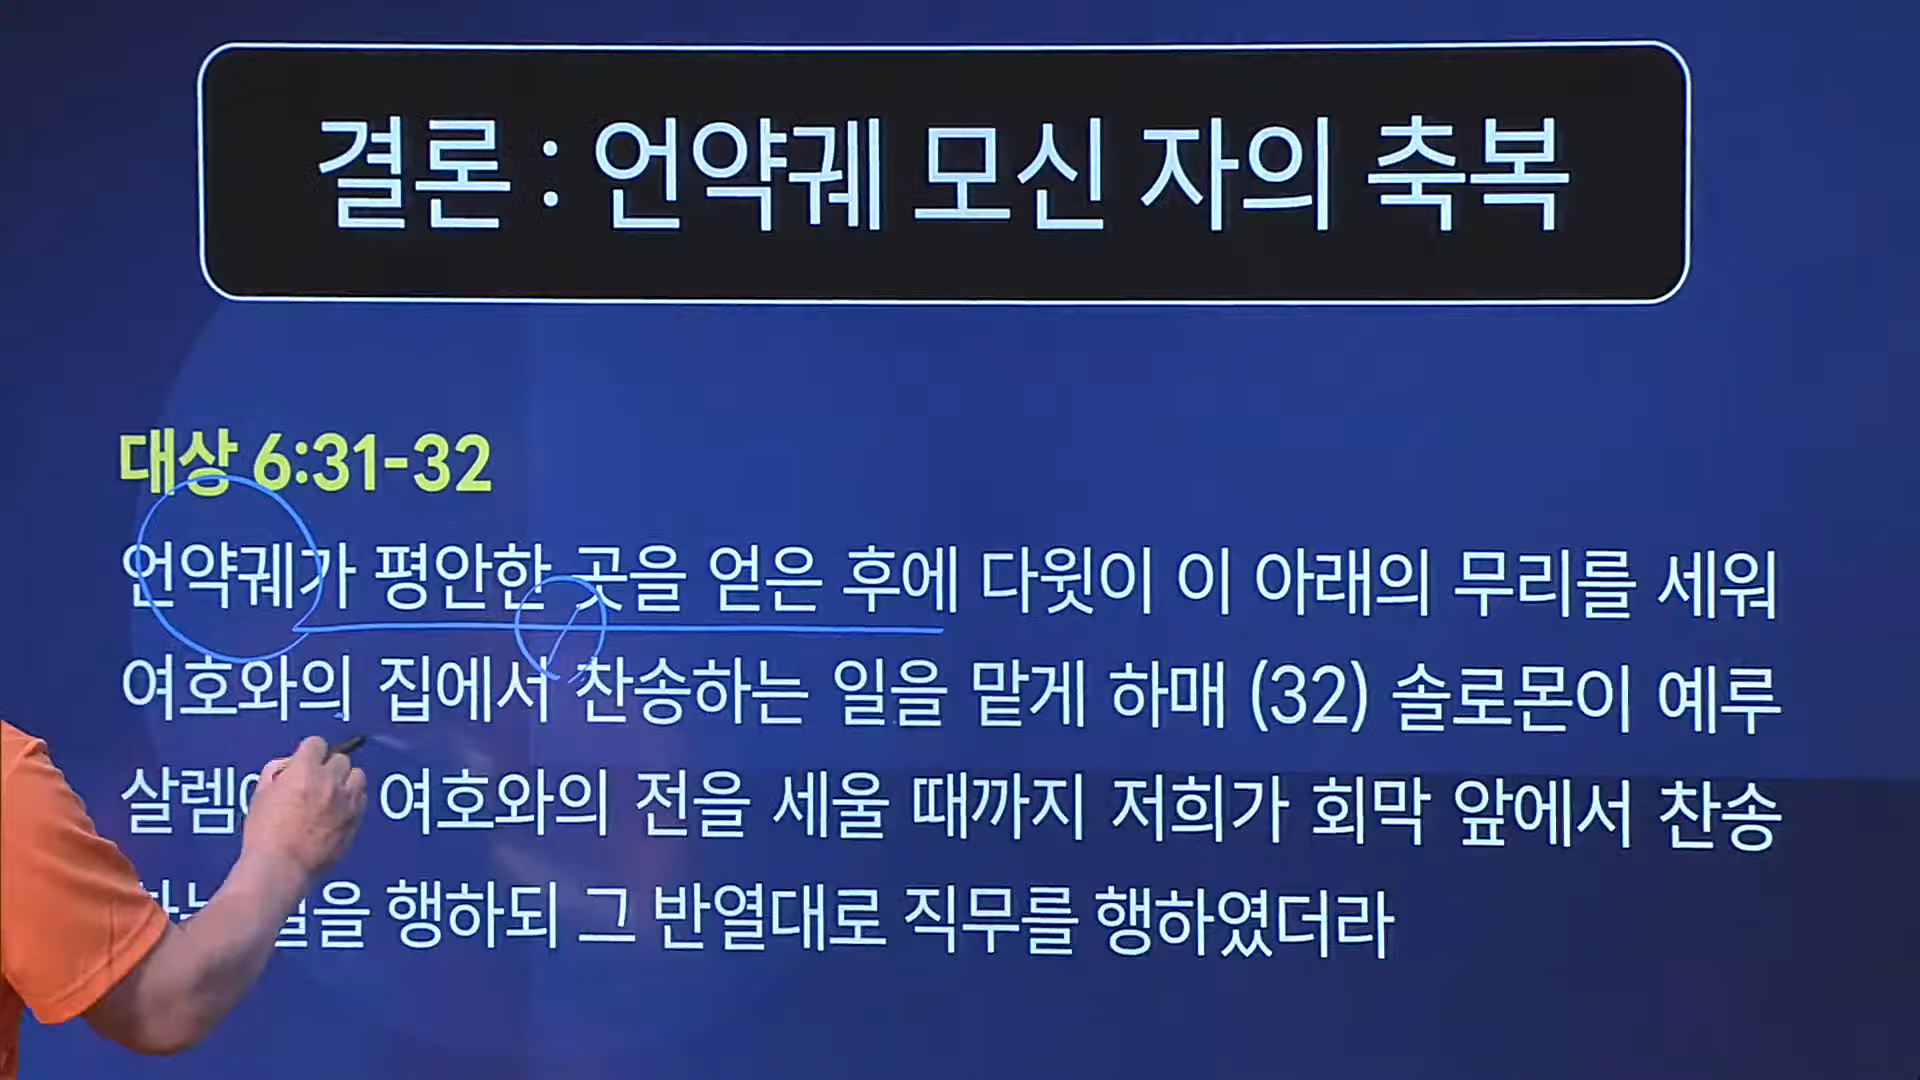 결론 : 언약궤 모신 자의 축복
대상 6:31-32
언약궤가 평안한 곳을 얻은 후에 다윗이 이 아래의 무리를 세워
여호와의 집에서 찬송하는 일을 맡게 하매 (32) 솔로몬이 예루
살렘 여호와의 전을 세울 때까지 저희가 회막 앞에서 찬송
일을 행하되 그 반열대로 직무를 행하였더라